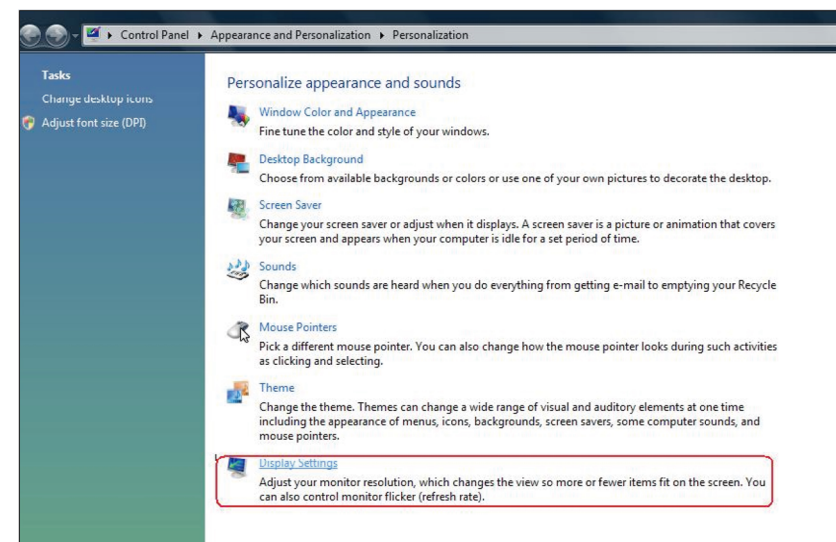 Control Panel ▸ Appearance and Personalization ▸ Personalization
Tasks
Change desktop icons
Adjust font size (DPI)
Personalize appearance and sounds
Window Color and Appearance
Fine tune the color and style of your windows.
Desktop Background
Choose from available backgrounds or colors or use one of your own pictures to decorate the desktop.
Screen Saver
Change your screen saver or adjust when it displays. A screen saver is a picture or animation that covers
your screen and appears when your computer is idle for a set period of time.
Sounds
Change which sounds are heard when you do everything from getting e-mail to emptying your Recycle
Bin.
Mouse Pointers
Pick a different mouse pointer. You can also change how the mouse pointer looks during such activities
as clicking and selecting.
Theme
Change the theme. Themes can change a wide range of visual and auditory elements at one time
including the appearance of menus, icons, backgrounds, screen savers, some computer sounds, and
mouse pointers.
Display Settings
Adjust your monitor resolution, which changes the view so more or fewer items fit on the screen. You
can also control monitor flicker (refresh rate).